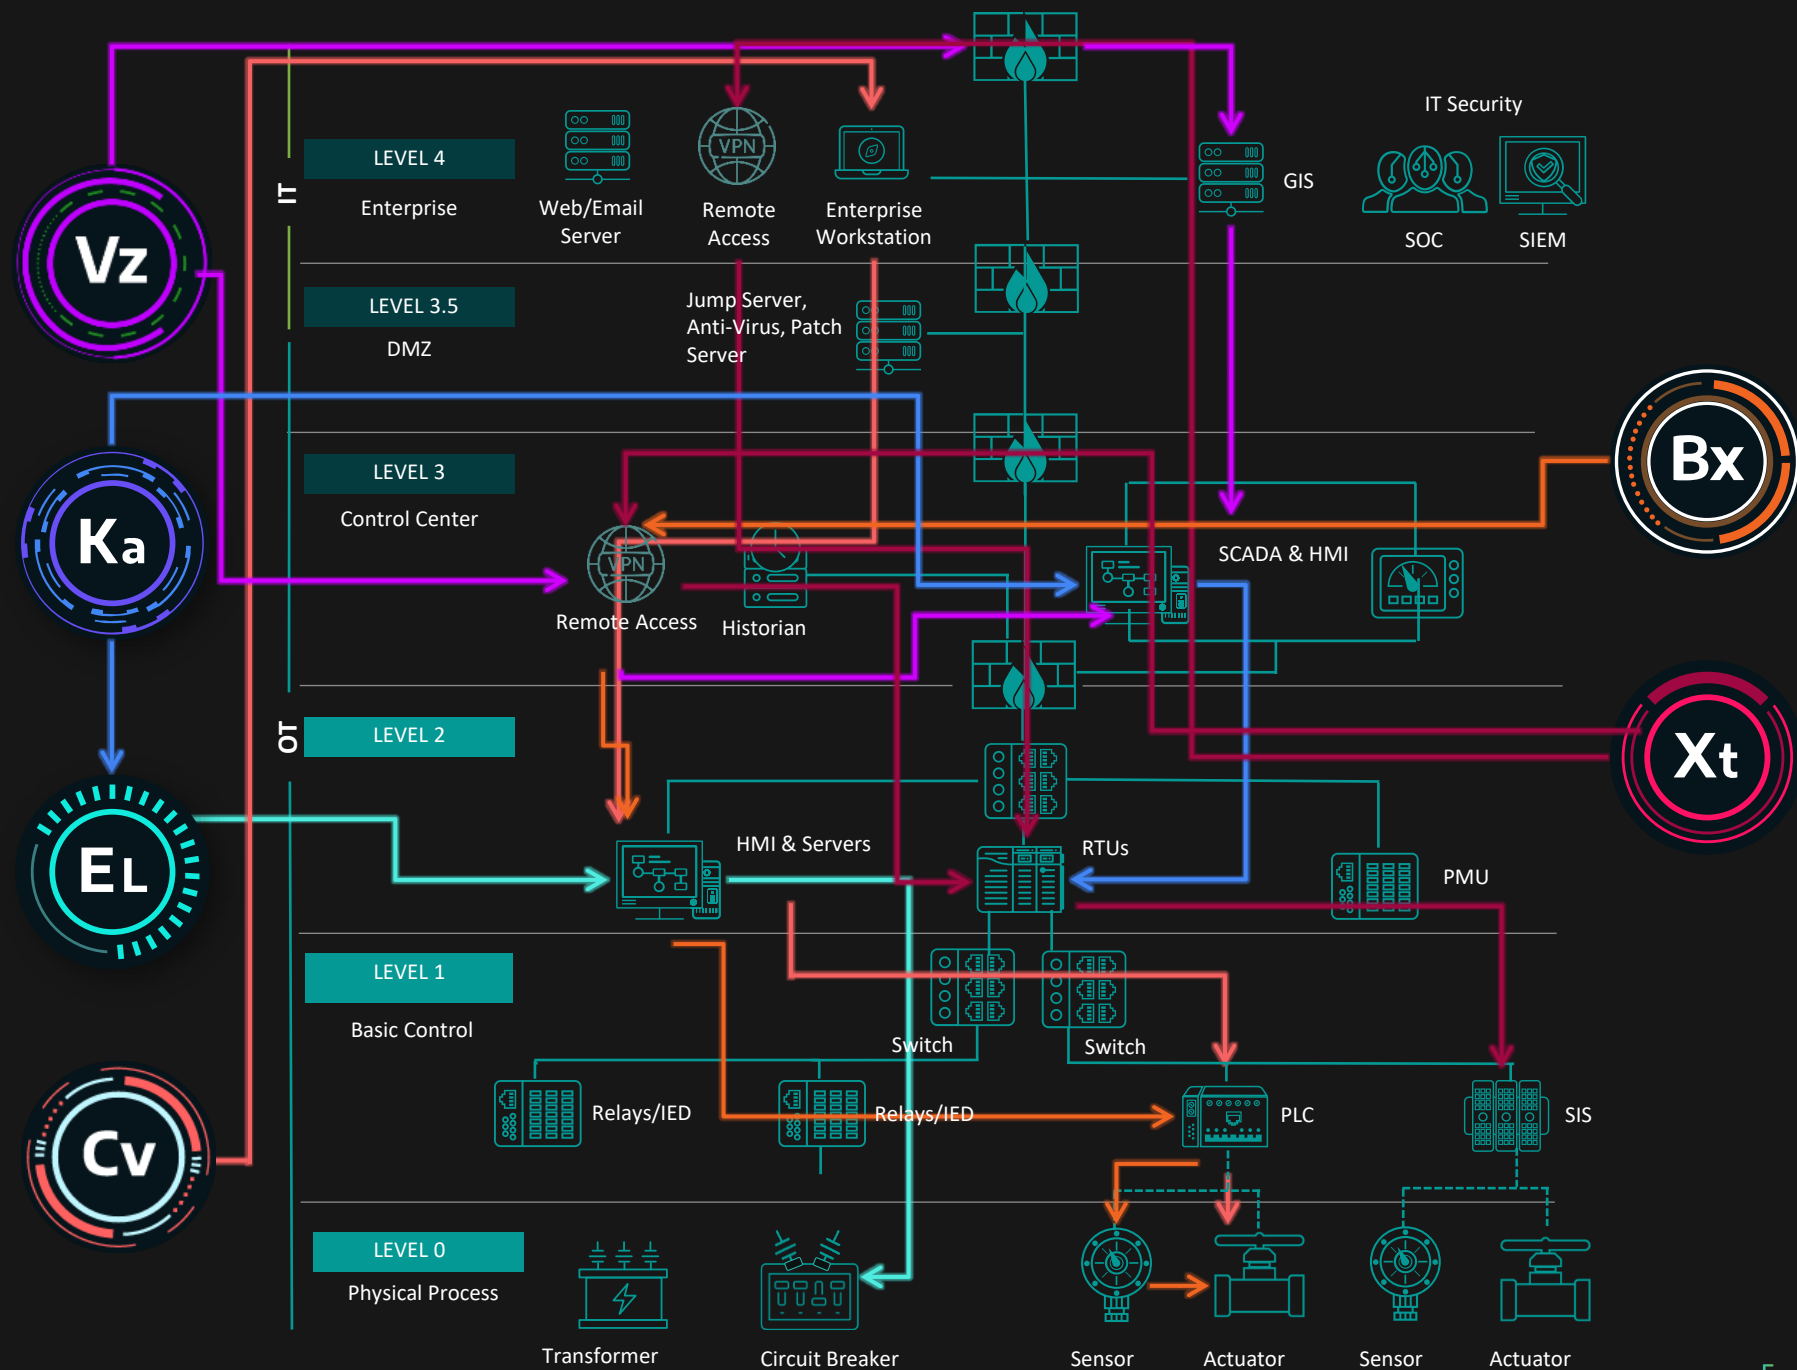 IT Security
LEVEL 4
Enterprise
Web/Email
Server
VPN
Remote
Access
Enterprise
Workstation
GIS
SOC
SIEM
IT
Vz
LEVEL 3.5
DMZ
Jump Server,
Anti-Virus, Patch
Server
Bx
LEVEL 3
Control Center
Ka
VPN
Remote Access
Historian
SCADA & HMI
OT
LEVEL 2
Xt
HMI & Servers
RTUs
PMU
EL
LEVEL 1
Basic Control
Switch
Switch
Relays/IED
Relays/IED
PLC
SIS
Cv
LEVEL 0
Physical Process
Transformer
Circuit Breaker
Sensor
Actuator
Sensor
Actuator